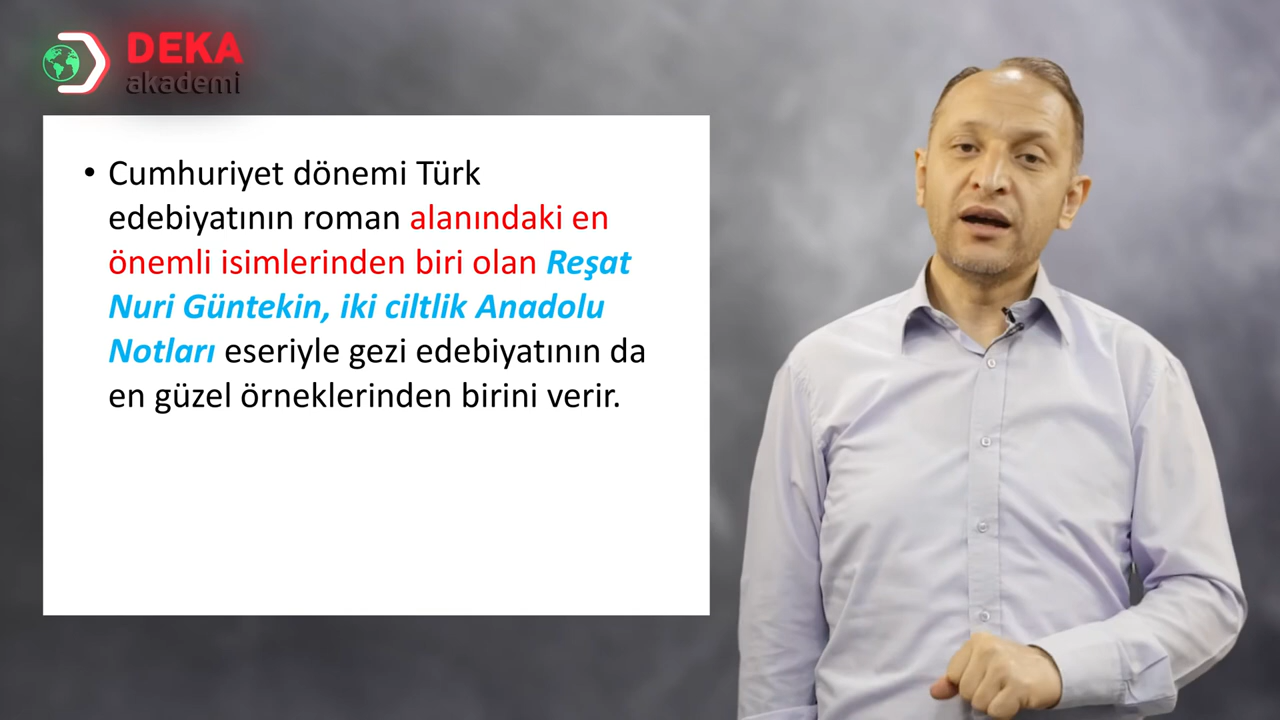 DEKA
akademi
• Cumhuriyet dönemi Türk
edebiyatının roman alanındaki en
önemli isimlerinden biri olan Reşat
Nuri Güntekin, iki ciltlik Anadolu
Notları eseriyle gezi edebiyatının da
en güzel örneklerinden birini verir.